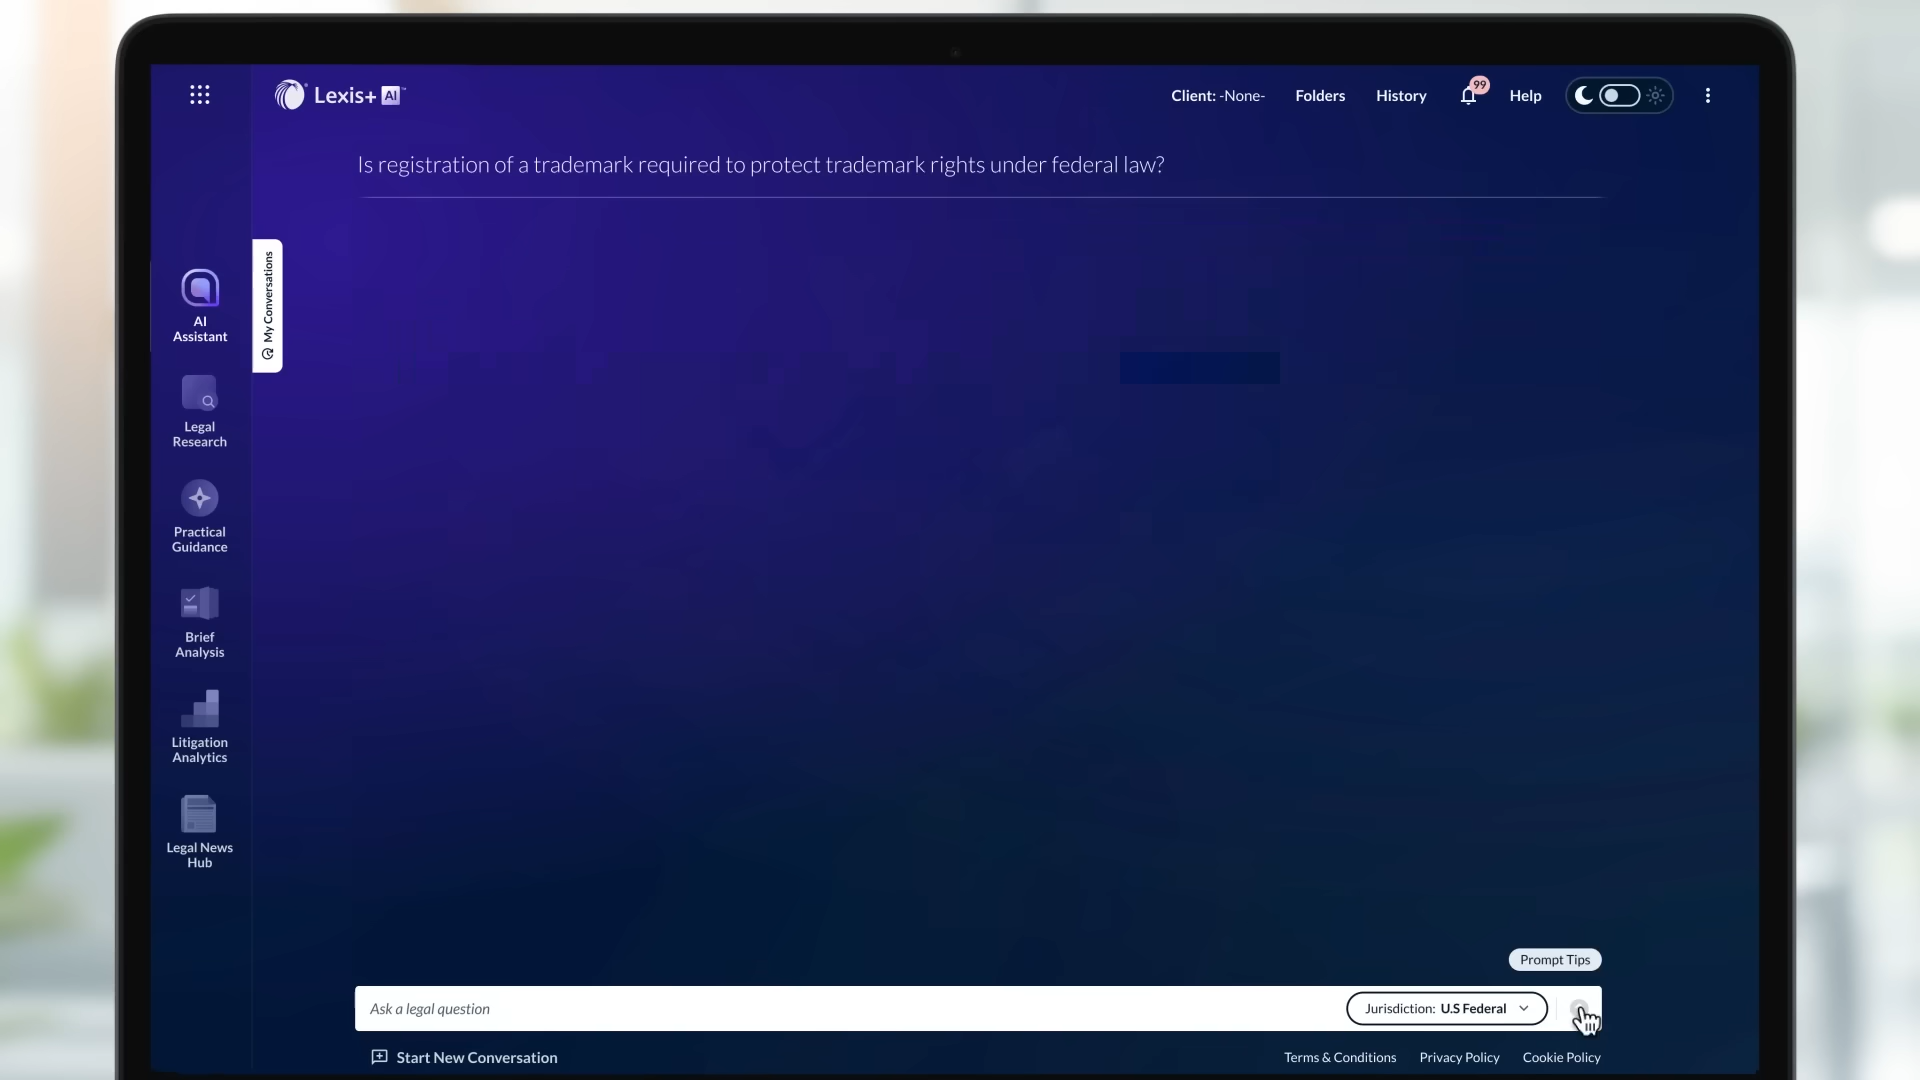 Lexis+ AI
Client: -None-
Folders
History
99
Help
Is registration of a trademark required to protect trademark rights under federal law?
My Conversations
AI
Assistant
Legal
Research
Practical
Guidance
Brief
Analysis
Litigation
Analytics
Legal News
Hub
Prompt Tips
Ask a legal question
Jurisdiction: U.S Federal
Start New Conversation
Terms & Conditions
Privacy Policy
Cookie Policy